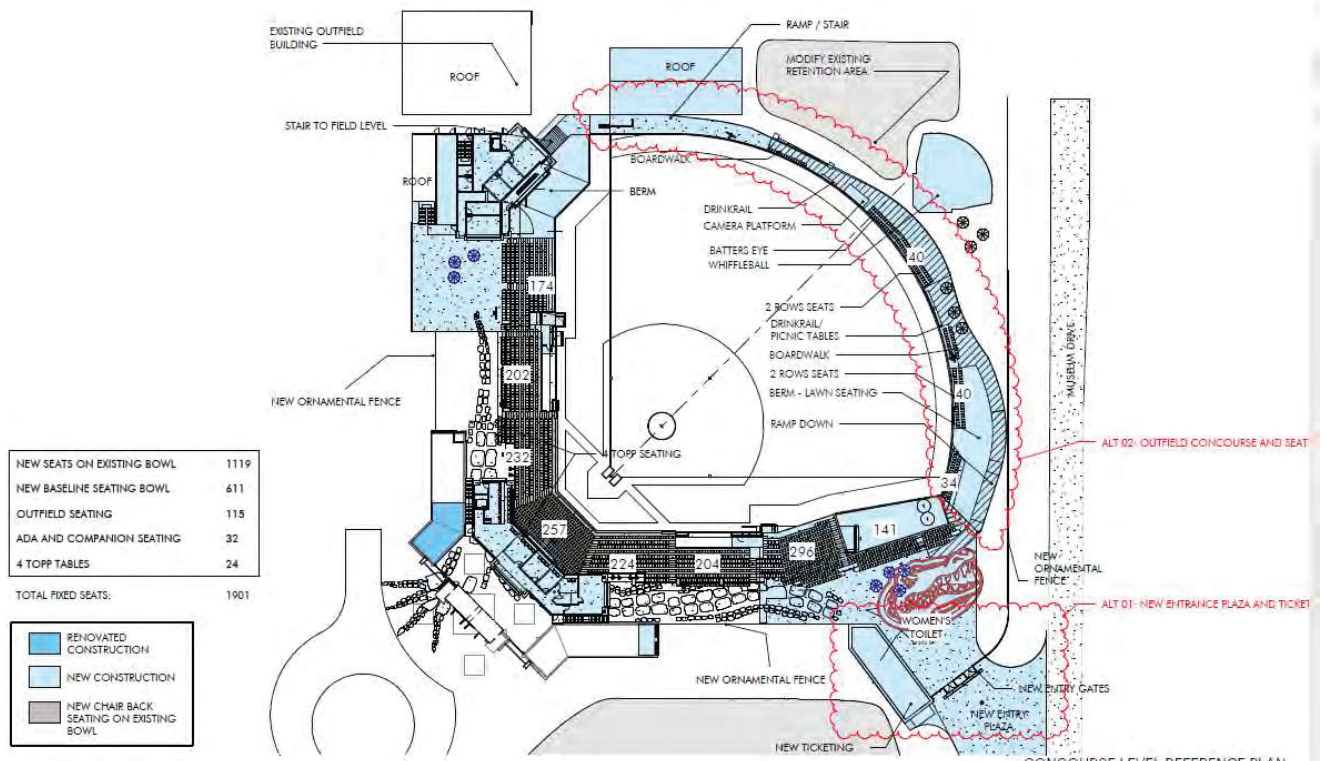 EXISTING OUTFIELD
BUILDING
ROOF
RAMP / STAIR
ROOF
MODIFY EXISTING
RETENTION AREA
STAIR TO FIELD LEVEL
BOARDWALK
ROOF
BERM
DRINKRAIL
CAMERA PLATFORM
BATTERS EYE
WHIFFLEBALL
40
174
2 ROWS SEATS
DRINKRAIL/
PICNIC TABLES
BOARDWALK
2 ROWS SEATS
BERM - LAWN SEATING
40
RAMP DOWN
MUSEUM DRIVE
202
NEW ORNAMENTAL FENCE
232
4 TOPP SEATING
ALT 02- OUTFIELD CONCOURSE AND SEAT
34
257
224
204
296
141
NEW
ORNAMENTAL
FENCE
ALT 01- NEW ENTRANCE PLAZA AND TICKET
WOMEN'S
TOILET
NEW ORNAMENTAL FENCE
NEW ENTRY GATES
NEW ENTRY
PLAZA
NEW TICKETING
NEW SEATS ON EXISTING BOWL 1119
NEW BASELINE SEATING BOWL 611
OUTFIELD SEATING 115
ADA AND COMPANION SEATING 32
4 TOPP TABLES 24
TOTAL FIXED SEATS: 1901
RENOVATED
CONSTRUCTION
NEW CONSTRUCTION
NEW CHAIR BACK
SEATING ON EXISTING
BOWL
CONCOURSE LEVEL REFERENCE PLAN